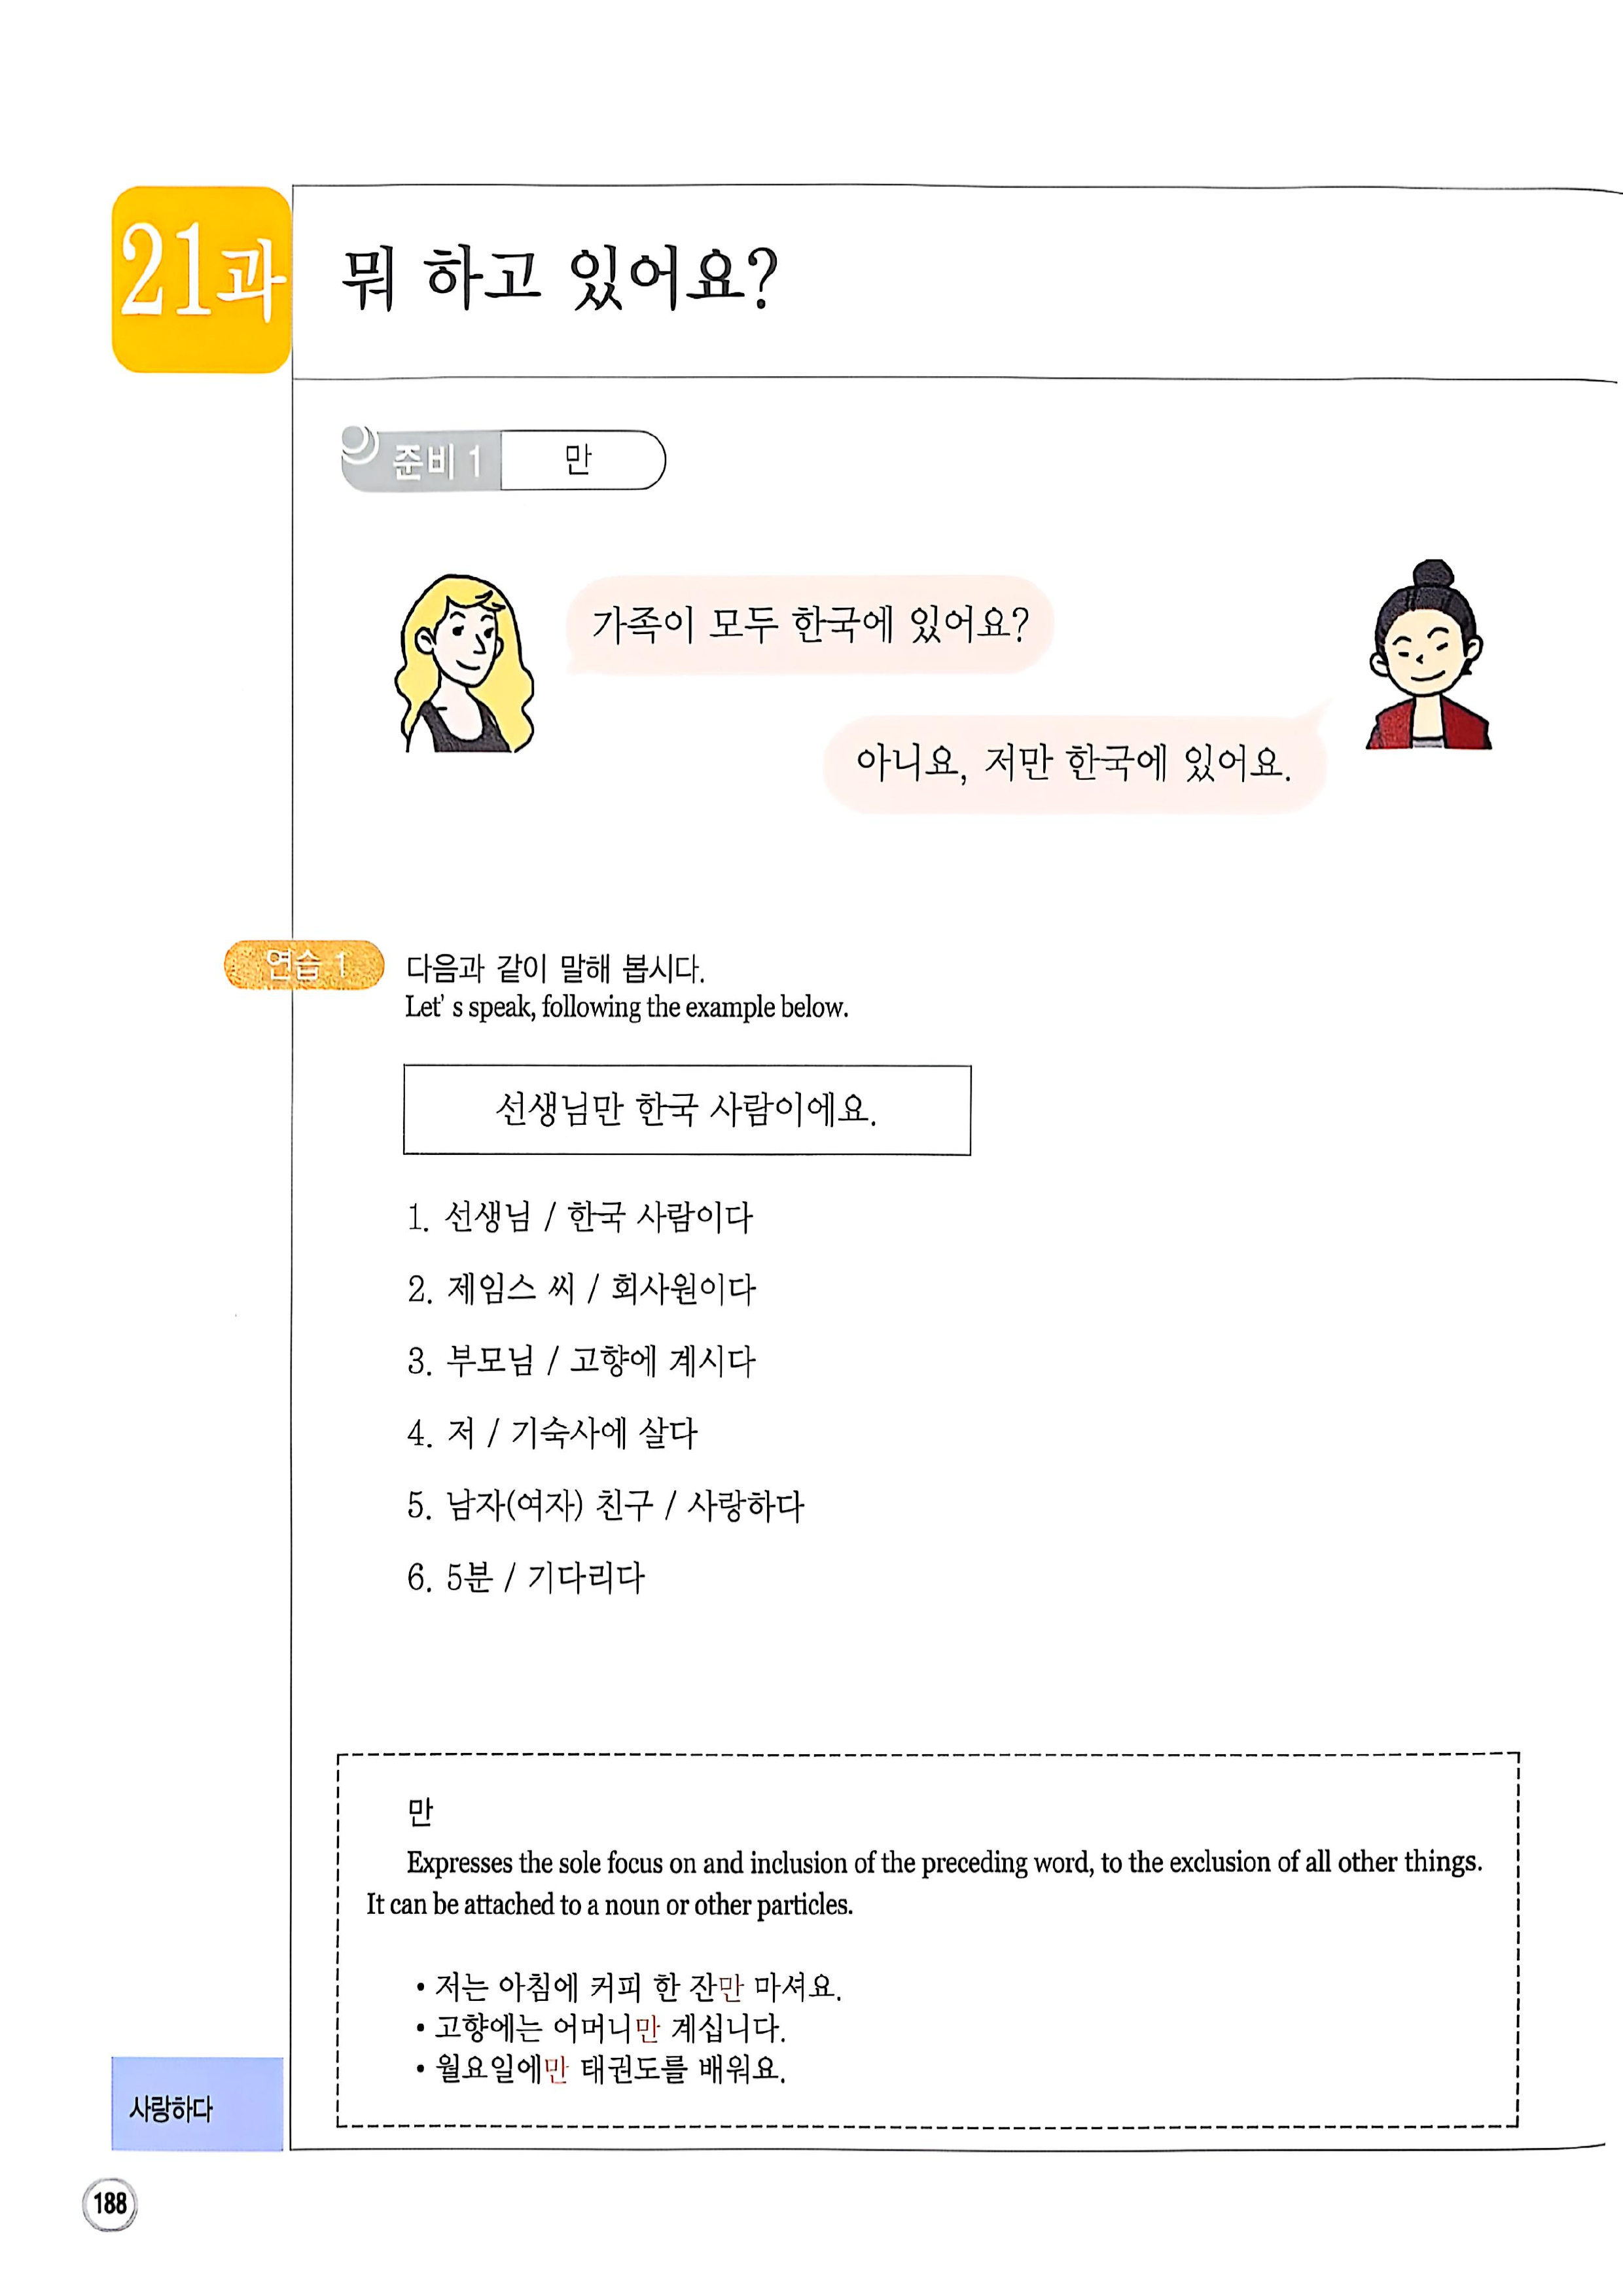 21과
뭐 하고 있어요?
준비 1
만
가족이 모두 한국에 있어요?
아니요, 저만 한국에 있어요.
연습 1
다음과 같이 말해 봅시다.
Let's speak, following the example below.
선생님만 한국 사람이에요.
1. 선생님 / 한국 사람이다
2. 제임스 씨 / 회사원이다
3. 부모님 / 고향에 계시다
4. 저 / 기숙사에 살다
5. 남자(여자) 친구 / 사랑하다
6. 5분 / 기다리다
만
Expresses the sole focus on and inclusion of the preceding word, to the exclusion of all other things.
It can be attached to a noun or other particles.
• 저는 아침에 커피 한 잔만 마셔요.
• 고향에는 어머니만 계십니다.
• 월요일에만 태권도를 배워요.
사랑하다
188